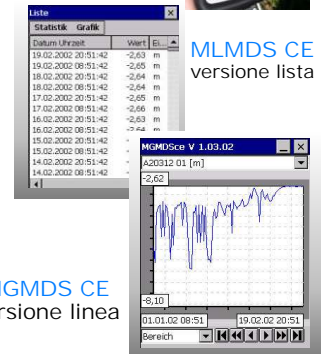 Liste
Statistik Grafik
Datum Uhrzeit Wert Ei...
19.02.2002 20:51:42 -2,63 m
19.02.2002 08:51:42 -2,65 m
18.02.2002 20:51:42 -2,64 m
18.02.2002 08:51:42 -2,64 m
17.02.2002 20:51:42 -2,65 m
17.02.2002 08:51:42 -2,66 m
16.02.2002 20:51:42 -2,63 m
16.02.2002 08:51:42 -2,64 m
15.02.2002 20:51:42 -
15.02.2002 08:51:42 -
14.02.2002 20:51:42 -
14.02.2002 08:51:42 -
MLMDS CE
versione lista
MGMDSce V 1.03.02
A20312 01 [m]
-2,62
-8,10
01.01.02 08:51 19.02.02 20:51
Bereich
MGMDS CE
rsione linea